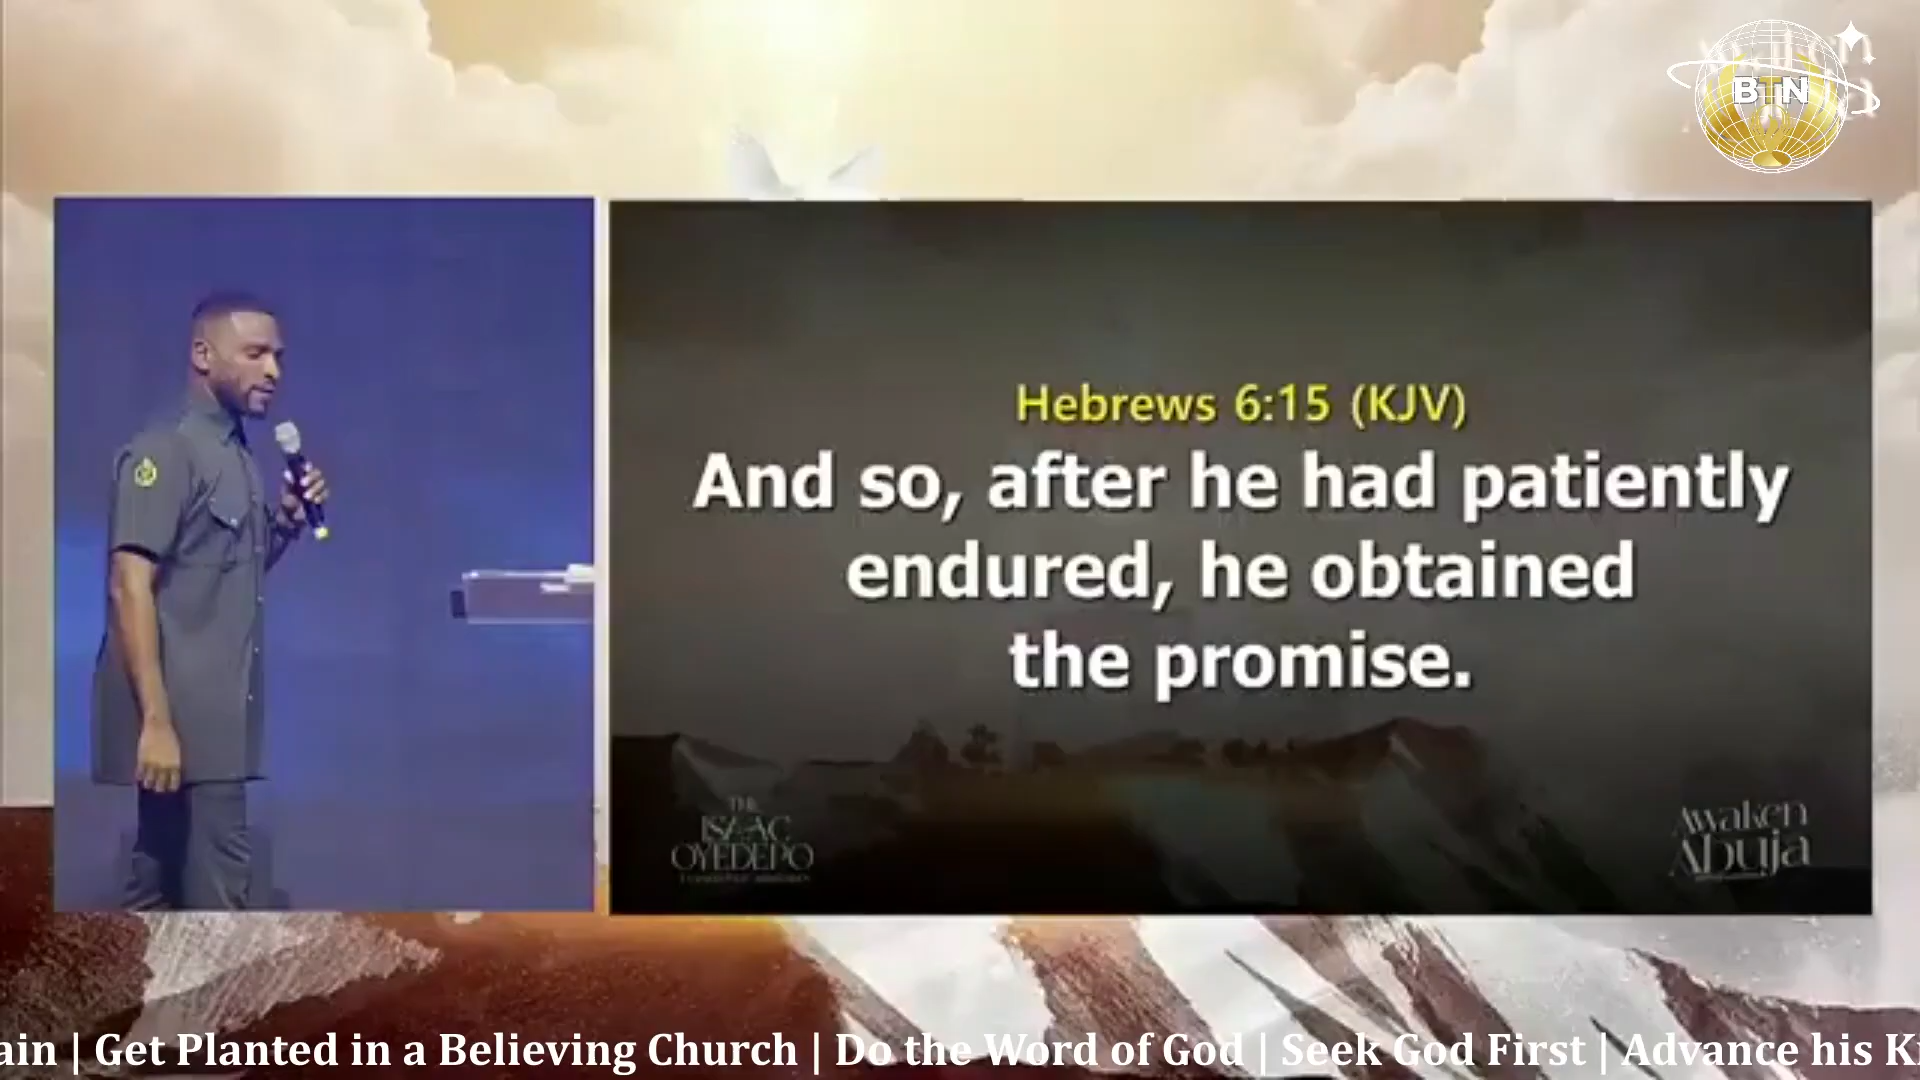 BTN
Hebrews 6:15 (KJV)
And so, after he had patiently
endured, he obtained
the promise.
THE
ISAAC
OYEDEPO
Awaken
Abuja
ain | Get Planted in a Believing Church | Do the Word of God | Seek God First | Advance his K